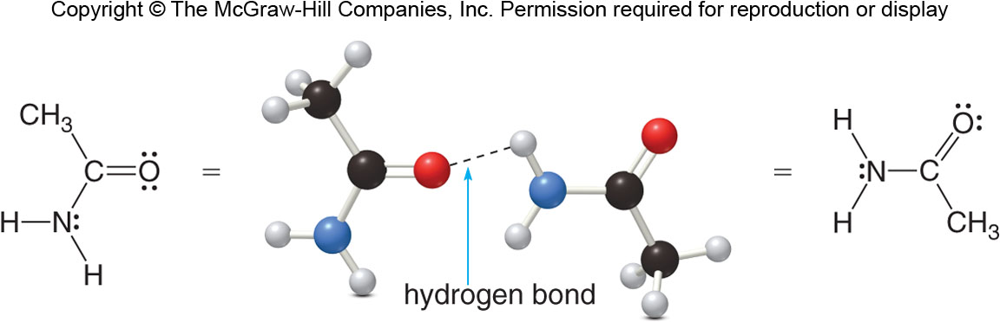 Copyright © The McGraw-Hill Companies, Inc. Permission required for reproduction or display
CH₃
C=Ö:
H—N:
H
=
hydrogen bond
=
H
Ö:
:N—C
H
CH₃